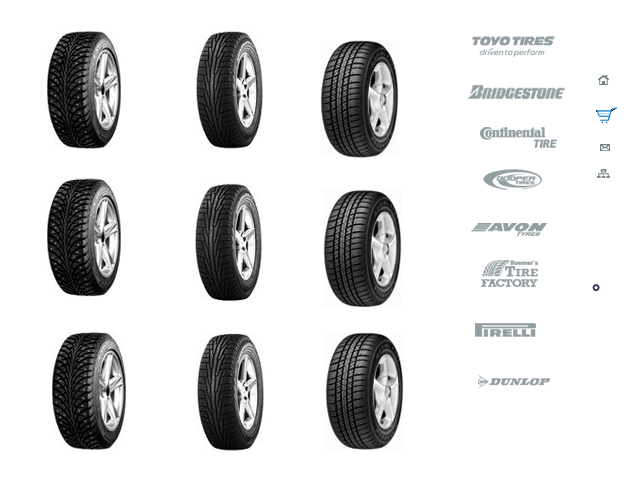 TOYO TIRES
driven to perform
BRIDGESTONE
Continental
TIRE
COOPER
TIRES
AVON
TYRES
Roemer's
TIRE
FACTORY
PIRELLI
DUNLOP